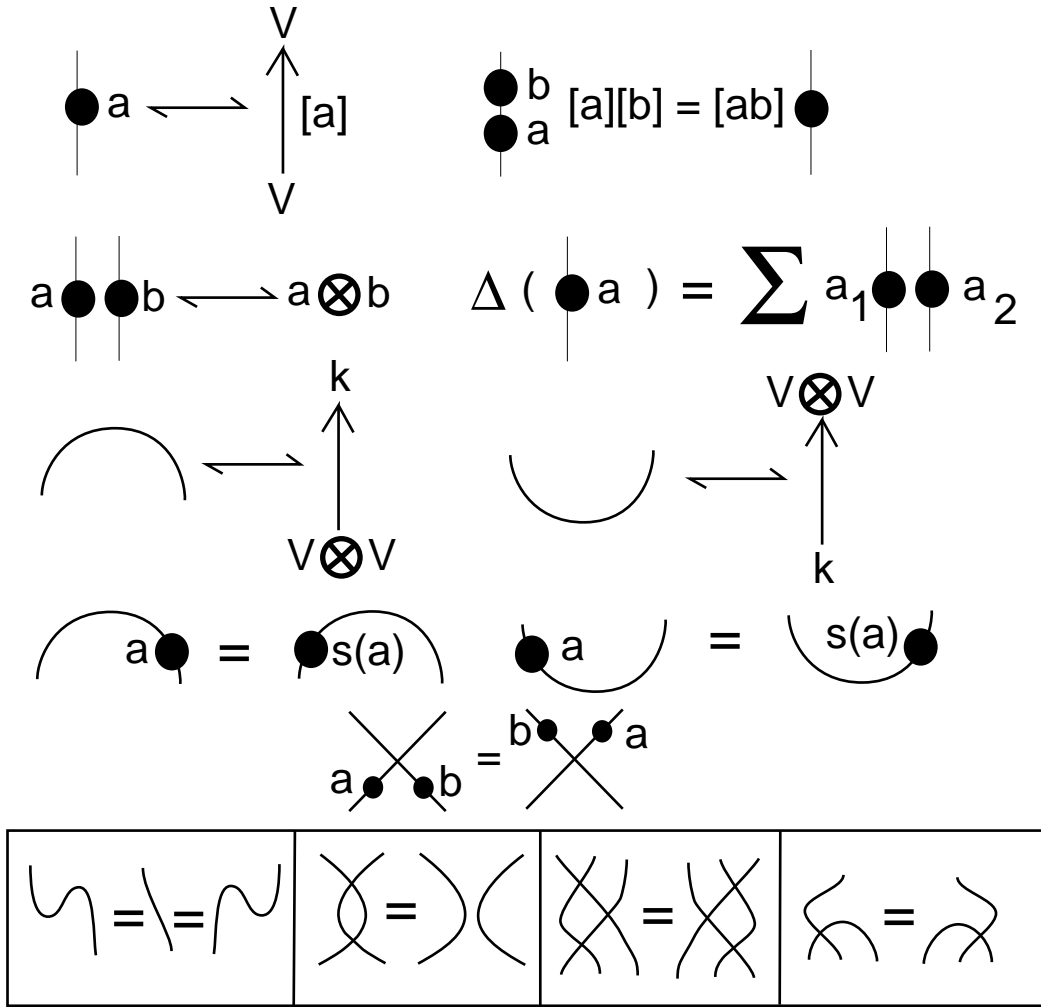 V
a [a]
V
b
a
[a][b] = [ab]
a b a ⊗ b
Δ ( a ) = ∑ a₁ a₂
k
V ⊗ V
V ⊗ V
k
a = s(a)
a = s(a)
a b = b a
= =
=
=
=